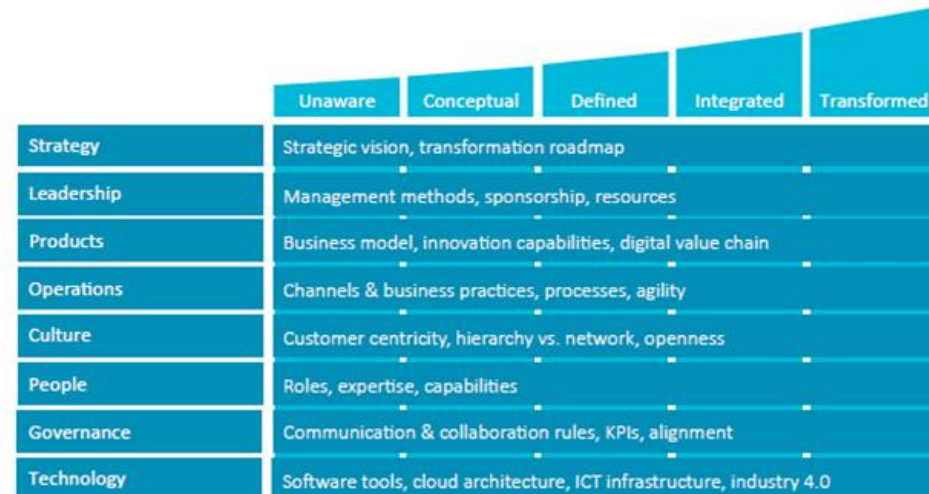 Unaware Conceptual Defined Integrated Transformed
Strategy Strategic vision, transformation roadmap
Leadership Management methods, sponsorship, resources
Products Business model, innovation capabilities, digital value chain
Operations Channels & business practices, processes, agility
Culture Customer centricity, hierarchy vs. network, openness
People Roles, expertise, capabilities
Governance Communication & collaboration rules, KPIs, alignment
Technology Software tools, cloud architecture, ICT infrastructure, industry 4.0